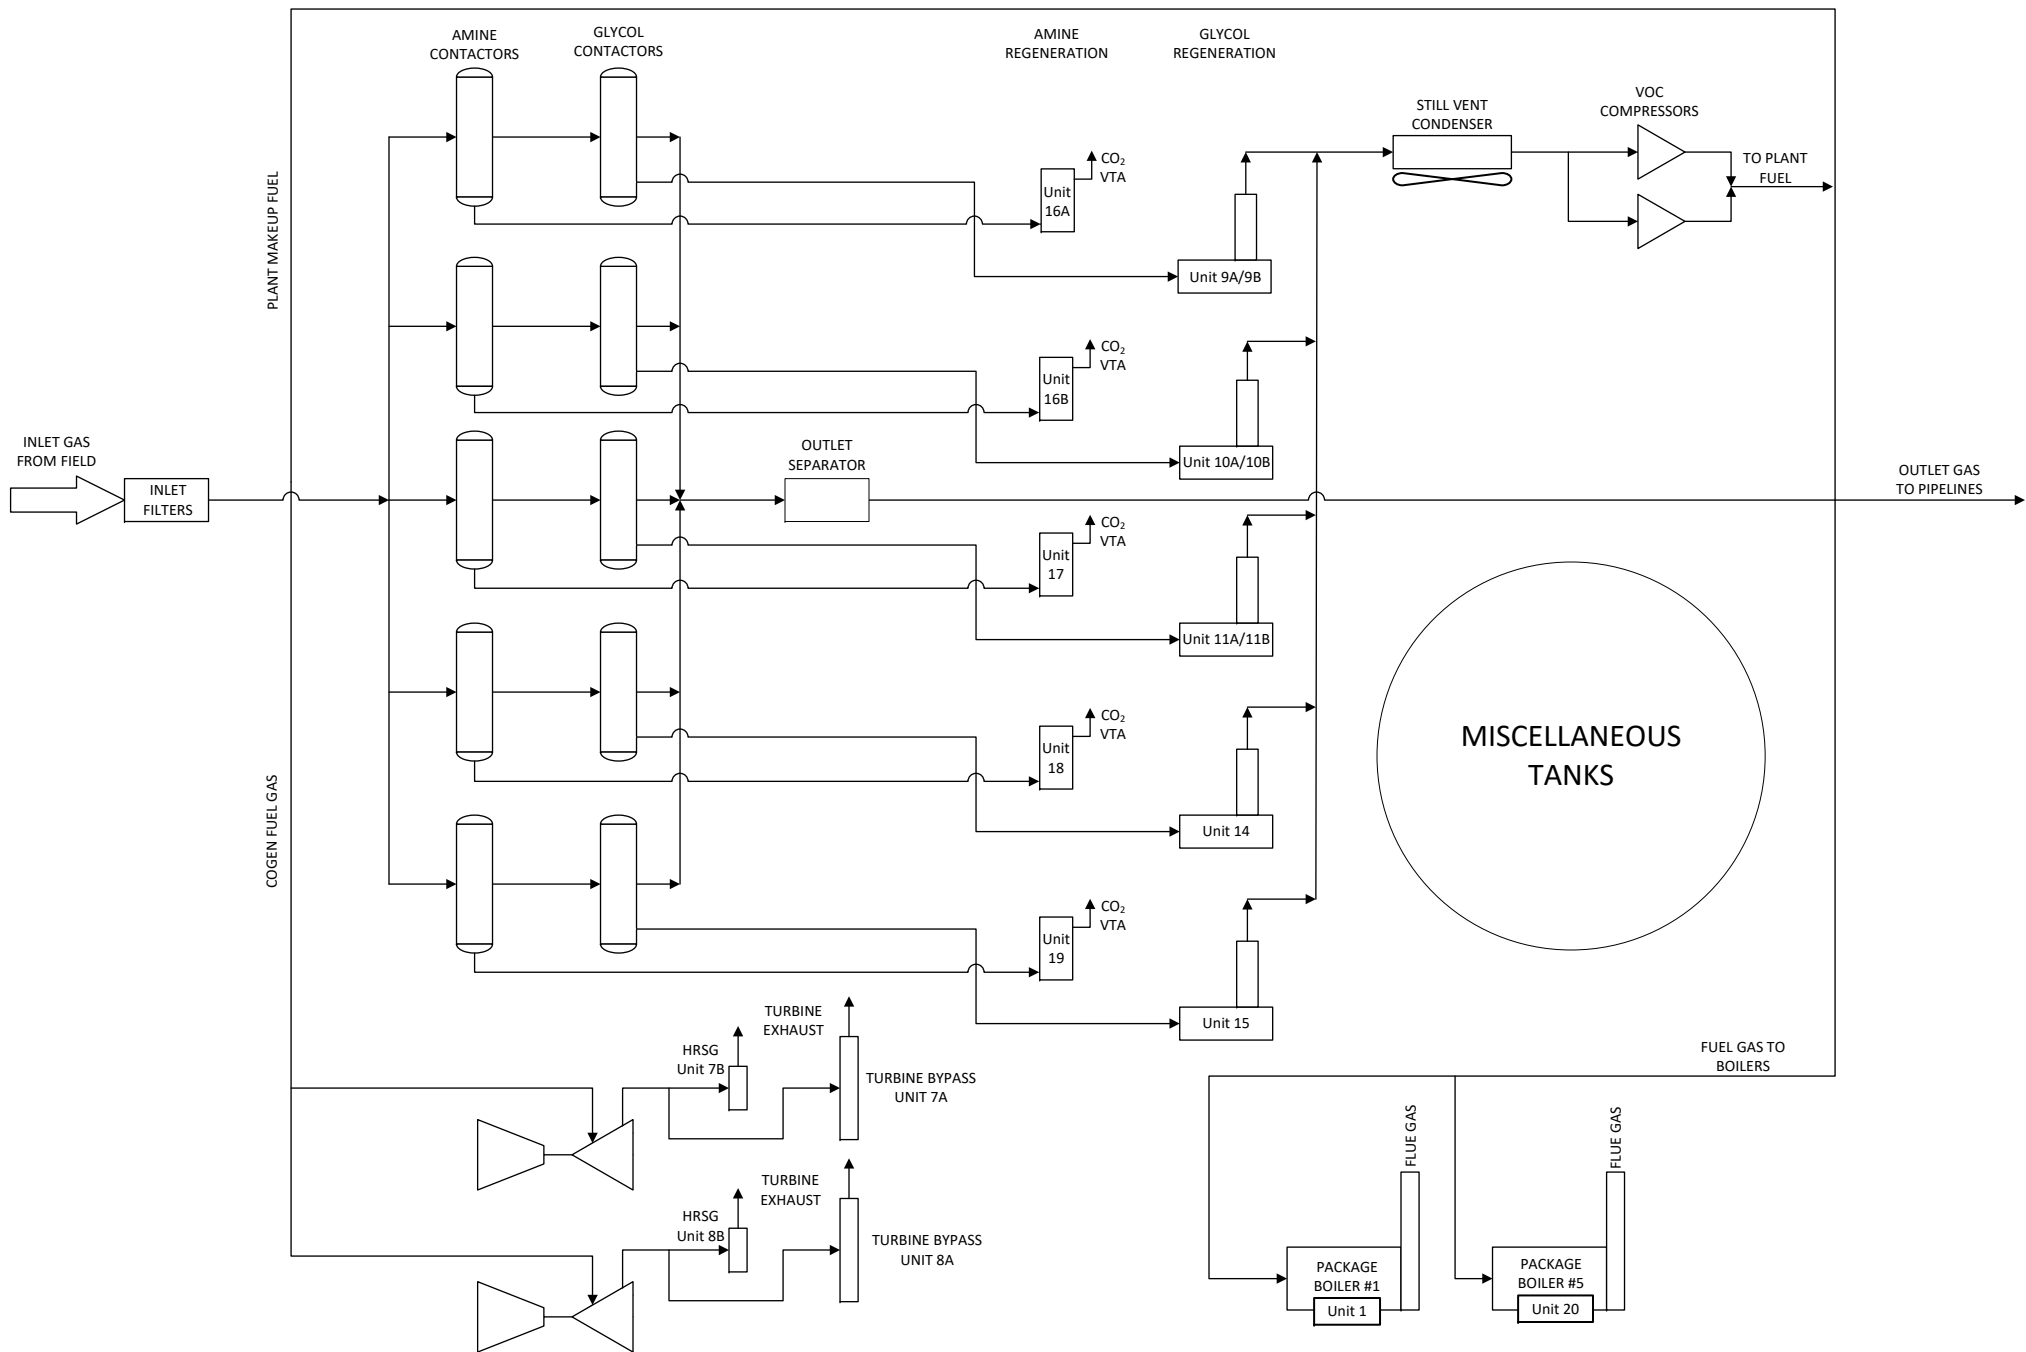 AMINE
CONTACTORS
GLYCOL
CONTACTORS
AMINE
REGENERATION
GLYCOL
REGENERATION
STILL VENT
CONDENSER
VOC
COMPRESSORS
TO PLANT
FUEL
PLANT MAKEUP FUEL
CO₂
VTA
Unit
16A
Unit 9A/9B
CO₂
VTA
Unit
16B
Unit 10A/10B
INLET GAS
FROM FIELD
INLET
FILTERS
OUTLET
SEPARATOR
OUTLET GAS
TO PIPELINES
CO₂
VTA
Unit
17
Unit 11A/11B
CO₂
VTA
Unit
18
Unit 14
MISCELLANEOUS
TANKS
COGEN FUEL GAS
CO₂
VTA
Unit
19
Unit 15
TURBINE
EXHAUST
HRSG
Unit 7B
TURBINE BYPASS
UNIT 7A
FUEL GAS TO
BOILERS
TURBINE
EXHAUST
HRSG
Unit 8B
TURBINE BYPASS
UNIT 8A
FLUE GAS
PACKAGE
BOILER #1
Unit 1
FLUE GAS
PACKAGE
BOILER #5
Unit 20